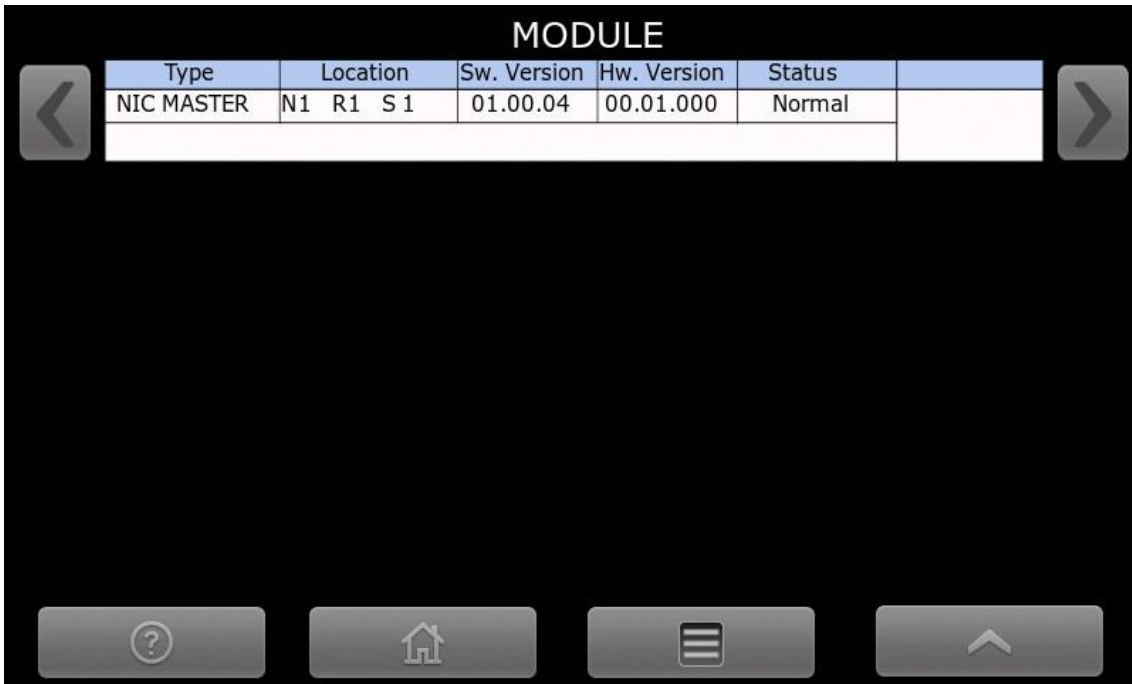 MODULE
Type Location Sw. Version Hw. Version Status
NIC MASTER N1 R1 S 1 01.00.04 00.01.000 Normal
?